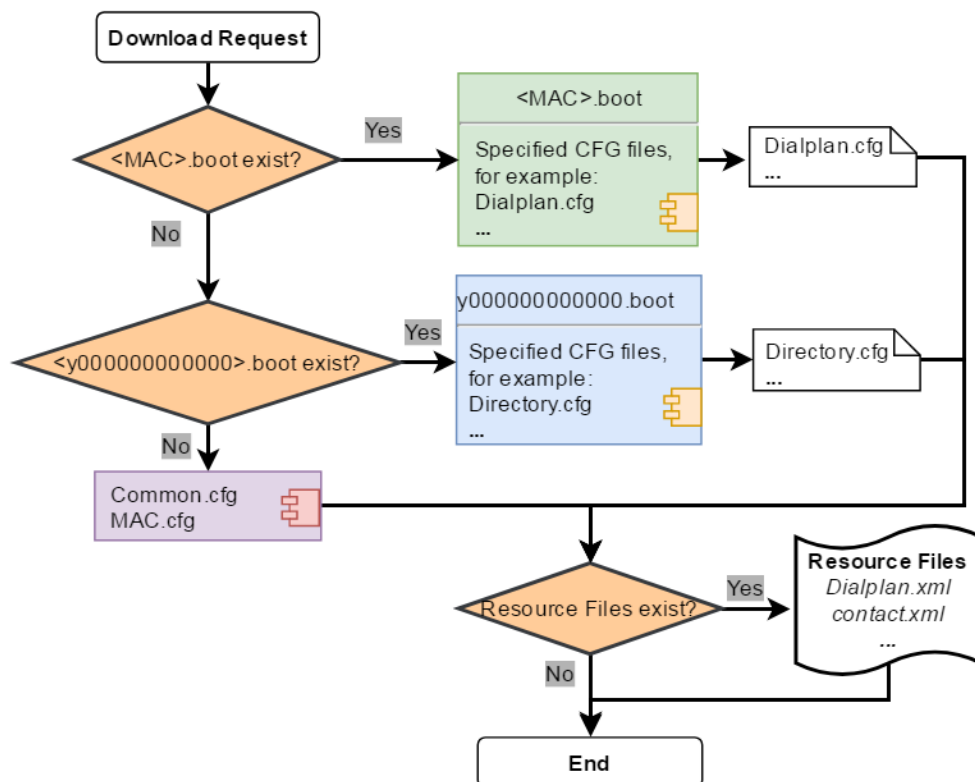 Download Request
<MAC>.boot exist?
Yes
<MAC>.boot
Specified CFG files,
for example:
Dialplan.cfg
...
Dialplan.cfg
...
No
<y000000000000>.boot exist?
Yes
y000000000000.boot
Specified CFG files,
for example:
Directory.cfg
...
Directory.cfg
...
No
Common.cfg
MAC.cfg
Resource Files exist?
Yes
Resource Files
Dialplan.xml
contact.xml
...
No
End